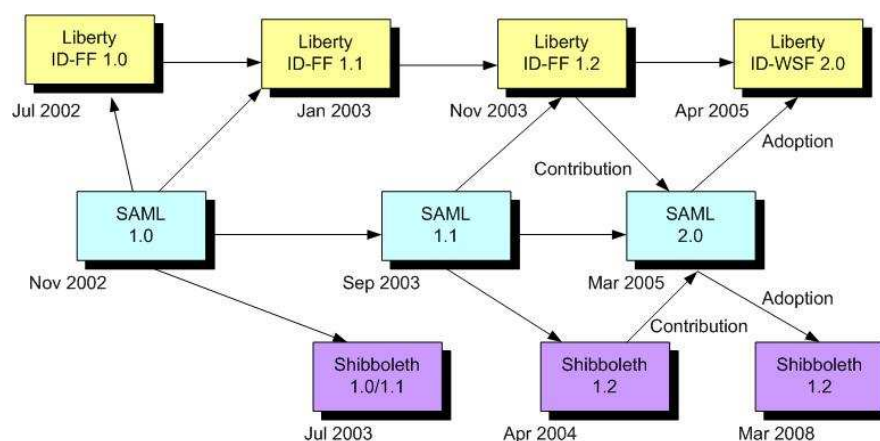 Liberty
ID-FF 1.0
Liberty
ID-FF 1.1
Liberty
ID-FF 1.2
Liberty
ID-WSF 2.0
Jul 2002
Jan 2003
Nov 2003
Apr 2005
Contribution
Adoption
SAML
1.0
SAML
1.1
SAML
2.0
Nov 2002
Sep 2003
Mar 2005
Contribution
Adoption
Shibboleth
1.0/1.1
Shibboleth
1.2
Shibboleth
1.2
Jul 2003
Apr 2004
Mar 2008